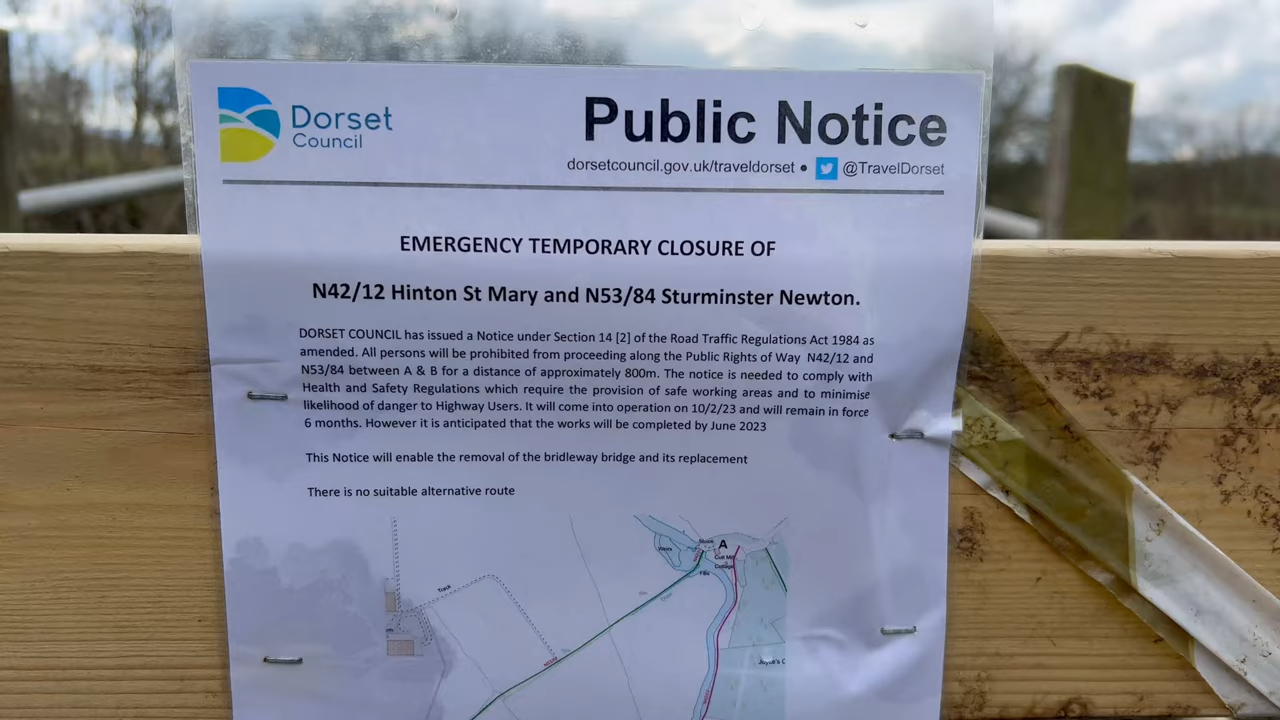 Dorset
Council
Public Notice
dorsetcouncil.gov.uk/traveldorset • @TravelDorset
EMERGENCY TEMPORARY CLOSURE OF
N42/12 Hinton St Mary and N53/84 Sturminster Newton.
DORSET COUNCIL has issued a Notice under Section 14 [2] of the Road Traffic Regulations Act 1984 as
amended. All persons will be prohibited from proceeding along the Public Rights of Way N42/12 and
N53/84 between A & B for a distance of approximately 800m. The notice is needed to comply with
Health and Safety Regulations which require the provision of safe working areas and to minimise
likelihood of danger to Highway Users. It will come into operation on 10/2/23 and will remain in force
6 months. However it is anticipated that the works will be completed by June 2023
This Notice will enable the removal of the bridleway bridge and its replacement
There is no suitable alternative route
A
Track